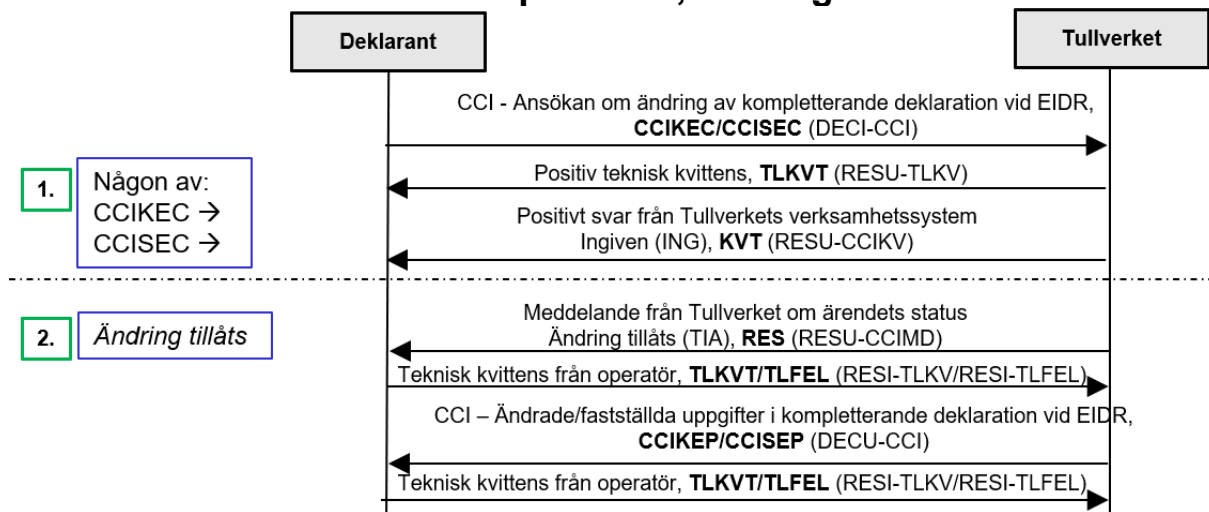 Deklarant
Tullverket
CCI - Ansökan om ändring av kompletterande deklaration vid EIDR,
CCIKEC/CCISEC (DECI-CCI)
1.
Någon av:
CCIKEC →
CCISEC →
Positiv teknisk kvittens, TLKVT (RESU-TLKV)
Positivt svar från Tullverkets verksamhetssystem
Ingiven (ING), KVT (RESU-CCIKV)
2.
Ändring tillåts
Meddelande från Tullverket om ärendets status
Ändring tillåts (TIA), RES (RESU-CCIMD)
Teknisk kvittens från operatör, TLKVT/TLFEL (RESI-TLKV/RESI-TLFEL)
CCI – Ändrade/fastställda uppgifter i kompletterande deklaration vid EIDR,
CCIKEP/CCISEP (DECU-CCI)
Teknisk kvittens från operatör, TLKVT/TLFEL (RESI-TLKV/RESI-TLFEL)